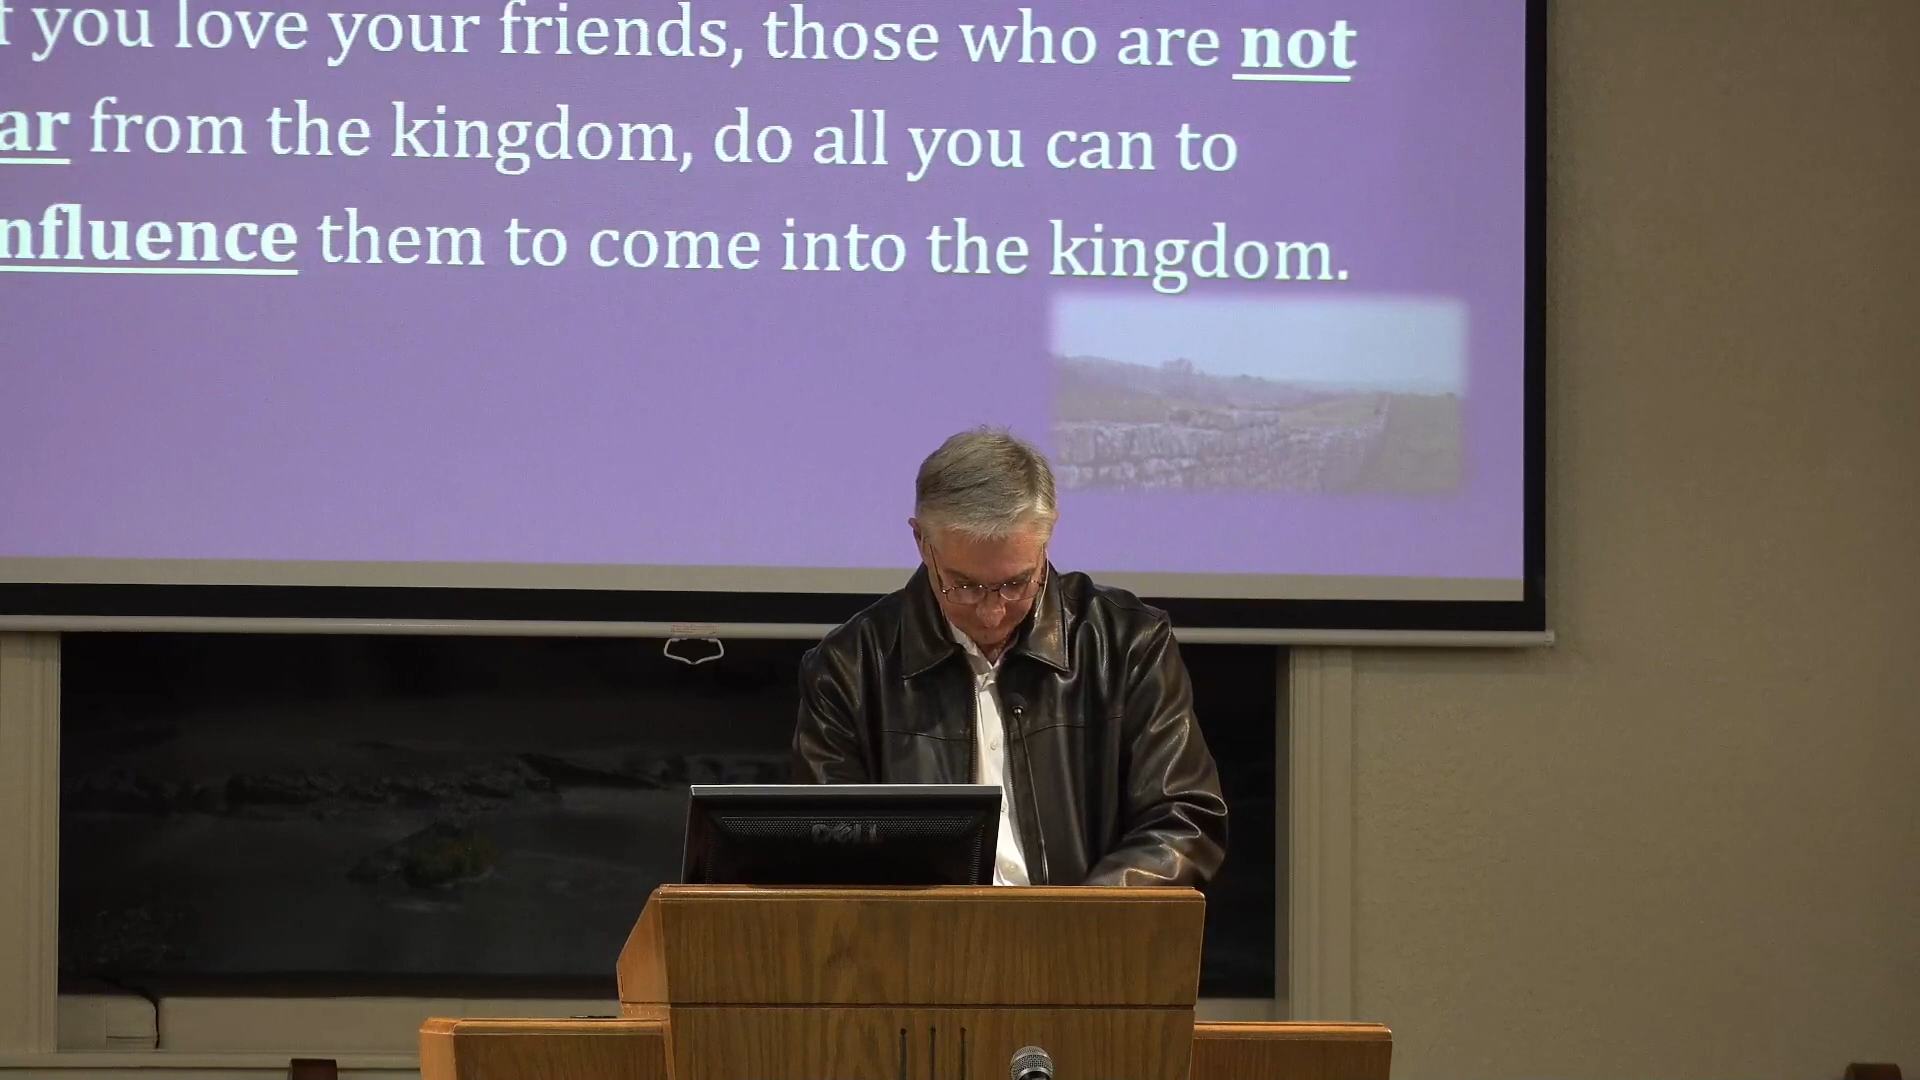 f you love your friends, those who are not
ar from the kingdom, do all you can to
nfluence them to come into the kingdom.
DELL